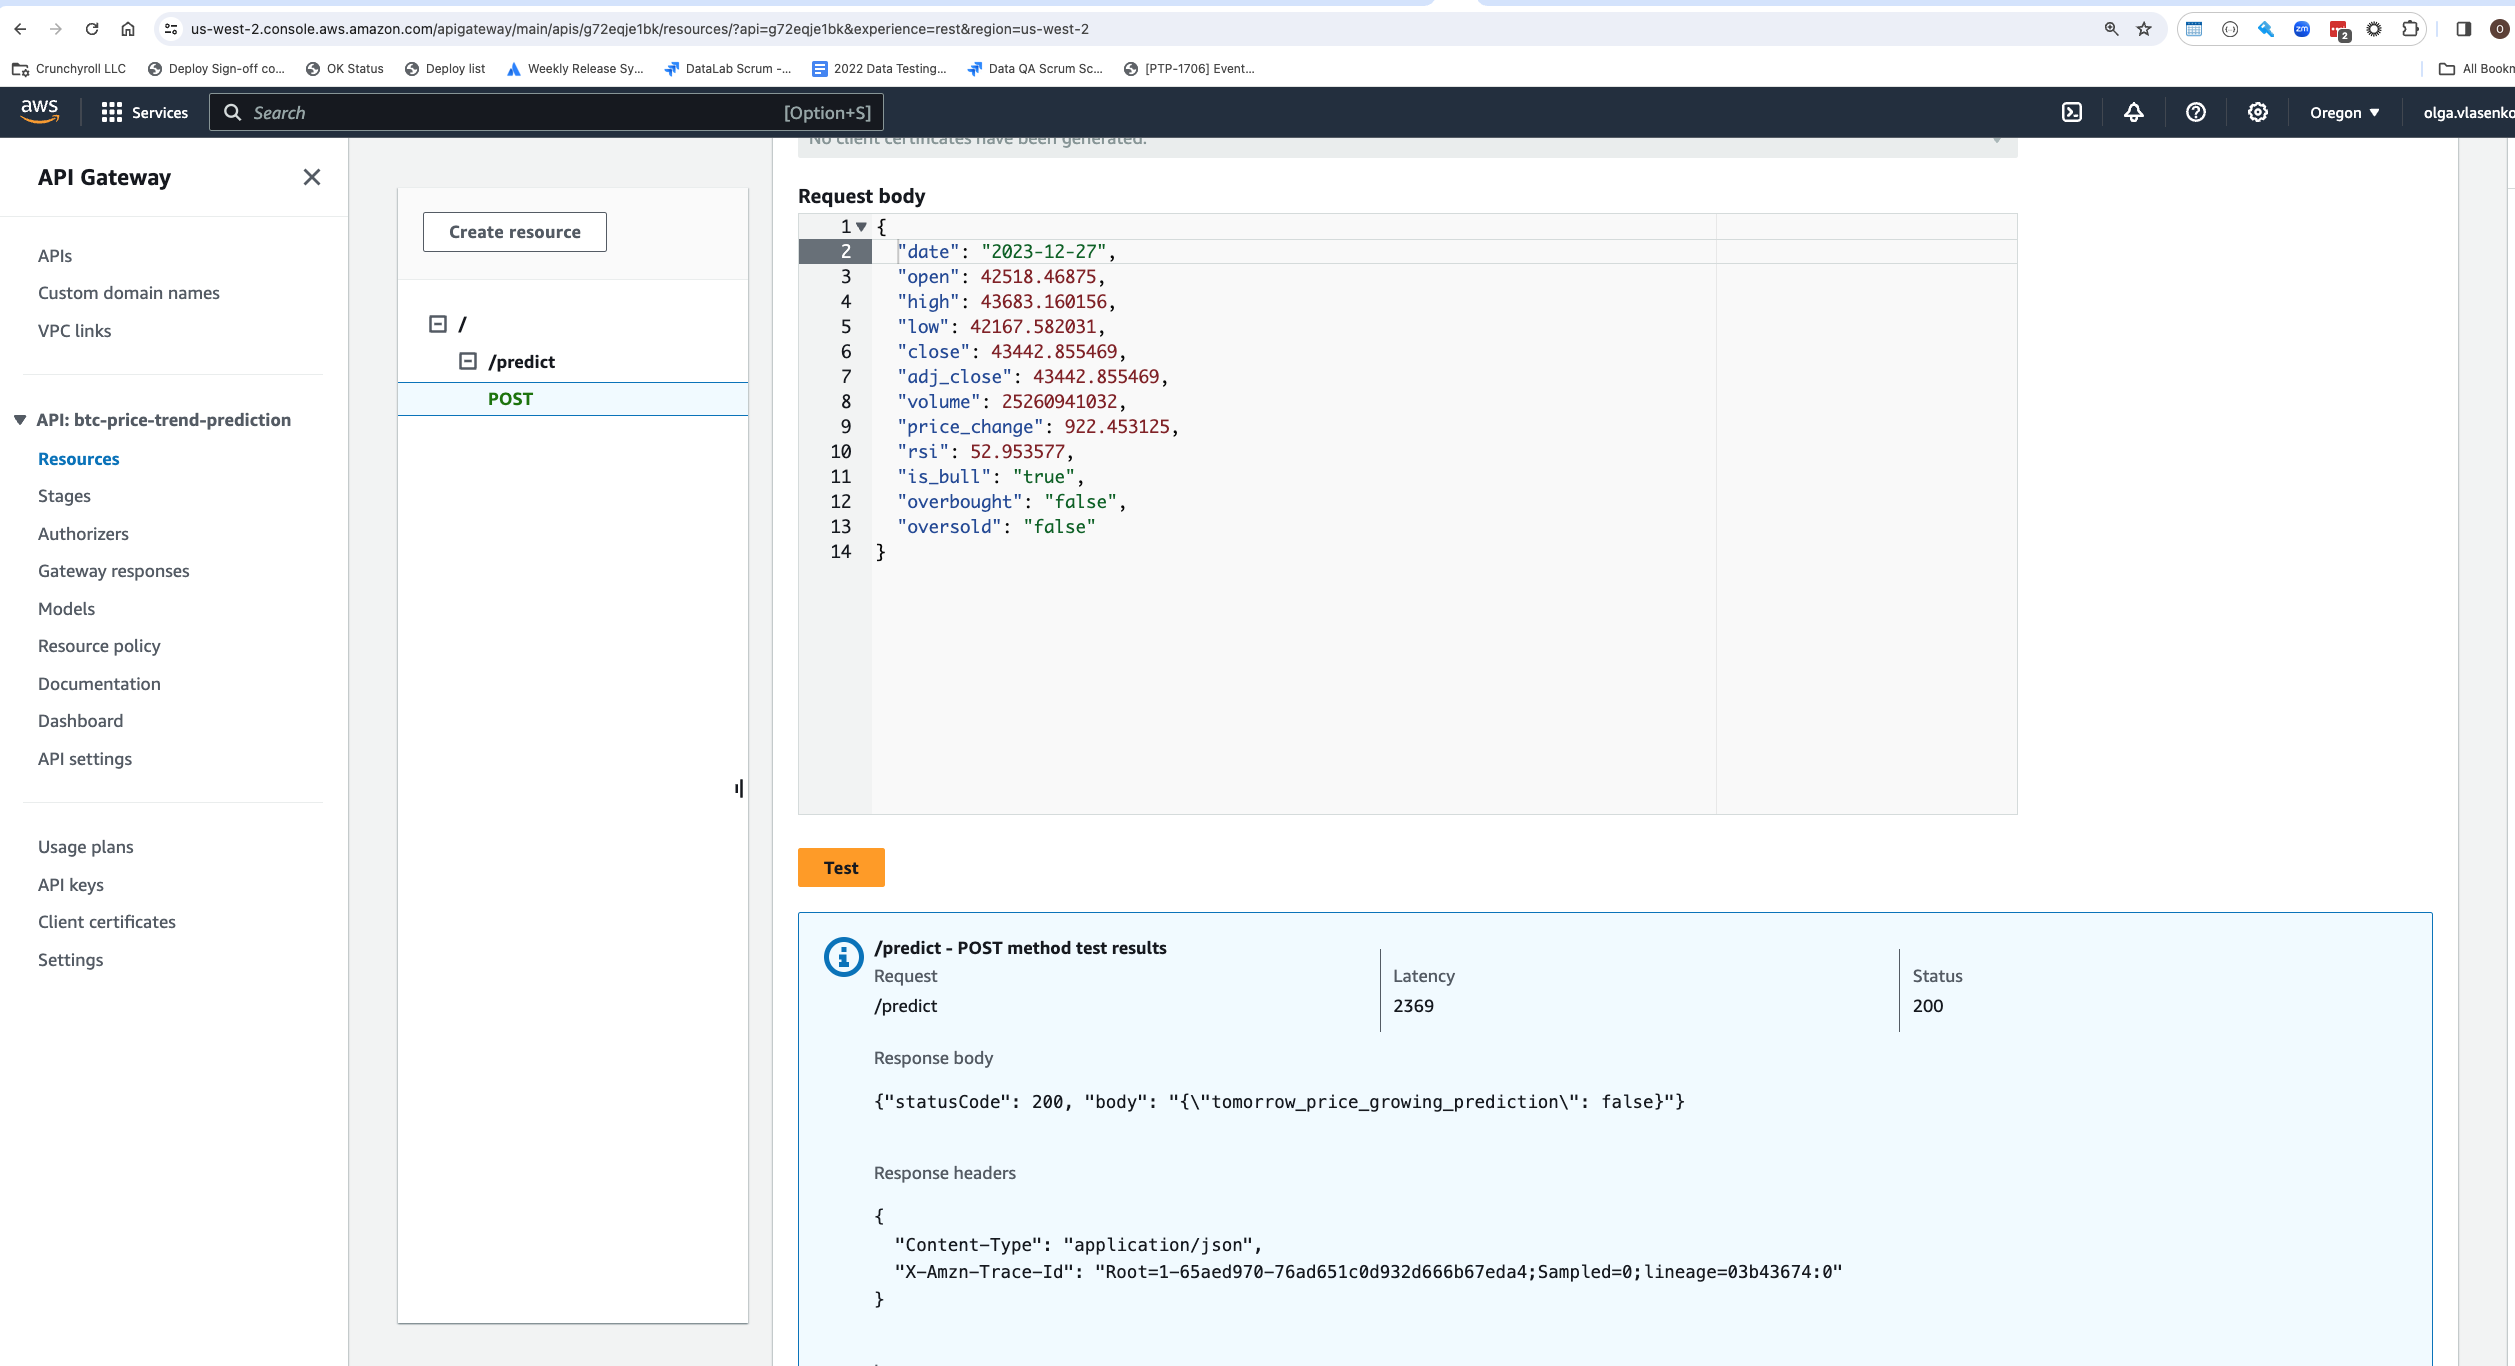 us-west-2.console.aws.amazon.com/apigateway/main/apis/g72eqje1bk/resources/?api=g72eqje1bk&experience=rest&region=us-west-2
zm
2
O
Crunchyroll LLC
Deploy Sign-off co...
OK Status
Deploy list
Weekly Release Sy...
DataLab Scrum -...
2022 Data Testing...
Data QA Scrum Sc...
[PTP-1706] Event...
All Bookm
aws
Services
Search
[Option+S]
Oregon
olga.vlasenko
API Gateway
APIs
Custom domain names
VPC links
API: btc-price-trend-prediction
Resources
Stages
Authorizers
Gateway responses
Models
Resource policy
Documentation
Dashboard
API settings
Usage plans
API keys
Client certificates
Settings
Create resource
/
/predict
POST
No client certificates have been generated.
Request body
1 {
2 "date": "2023-12-27",
3 "open": 42518.46875,
4 "high": 43683.160156,
5 "low": 42167.582031,
6 "close": 43442.855469,
7 "adj_close": 43442.855469,
8 "volume": 25260941032,
9 "price_change": 922.453125,
10 "rsi": 52.953577,
11 "is_bull": "true",
12 "overbought": "false",
13 "oversold": "false"
14 }
Test
/predict - POST method test results
Request
/predict
Latency
2369
Status
200
Response body
{"statusCode": 200, "body": "{\"tomorrow_price_growing_prediction\": false}"}
Response headers
{
"Content-Type": "application/json",
"X-Amzn-Trace-Id": "Root=1-65aed970-76ad651c0d932d666b67eda4;Sampled=0;lineage=03b43674:0"
}